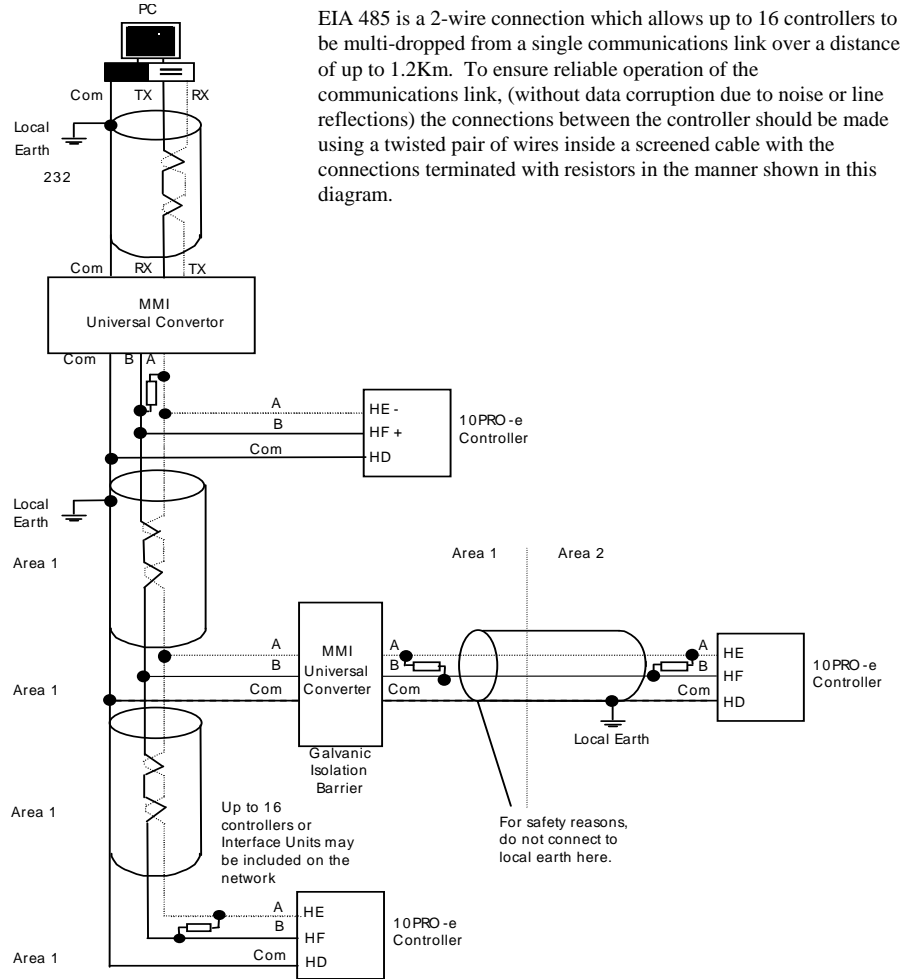 PC
EIA 485 is a 2-wire connection which allows up to 16 controllers to
be multi-dropped from a single communications link over a distance
of up to 1.2Km.  To ensure reliable operation of the
communications link, (without data corruption due to noise or line
reflections) the connections between the controller should be made
using a twisted pair of wires inside a screened cable with the
connections terminated with resistors in the manner shown in this
diagram.
Com TX RX
Local
Earth
232
Com RX TX
MMI
Universal Convertor
Com B A
A HE -
B HF +
Com HD
10PRO-e
Controller
Local
Earth
Area 1
Area 1 Area 2
A
B
Com
MMI
Universal
Converter
A
B
Com
A HE
B HF
Com HD
10PRO-e
Controller
Area 1
Galvanic
Isolation
Barrier
Local Earth
For safety reasons,
do not connect to
local earth here.
Area 1
Up to 16
controllers or
Interface Units may
be included on the
network
A HE
B HF
Com HD
10PRO-e
Controller
Area 1